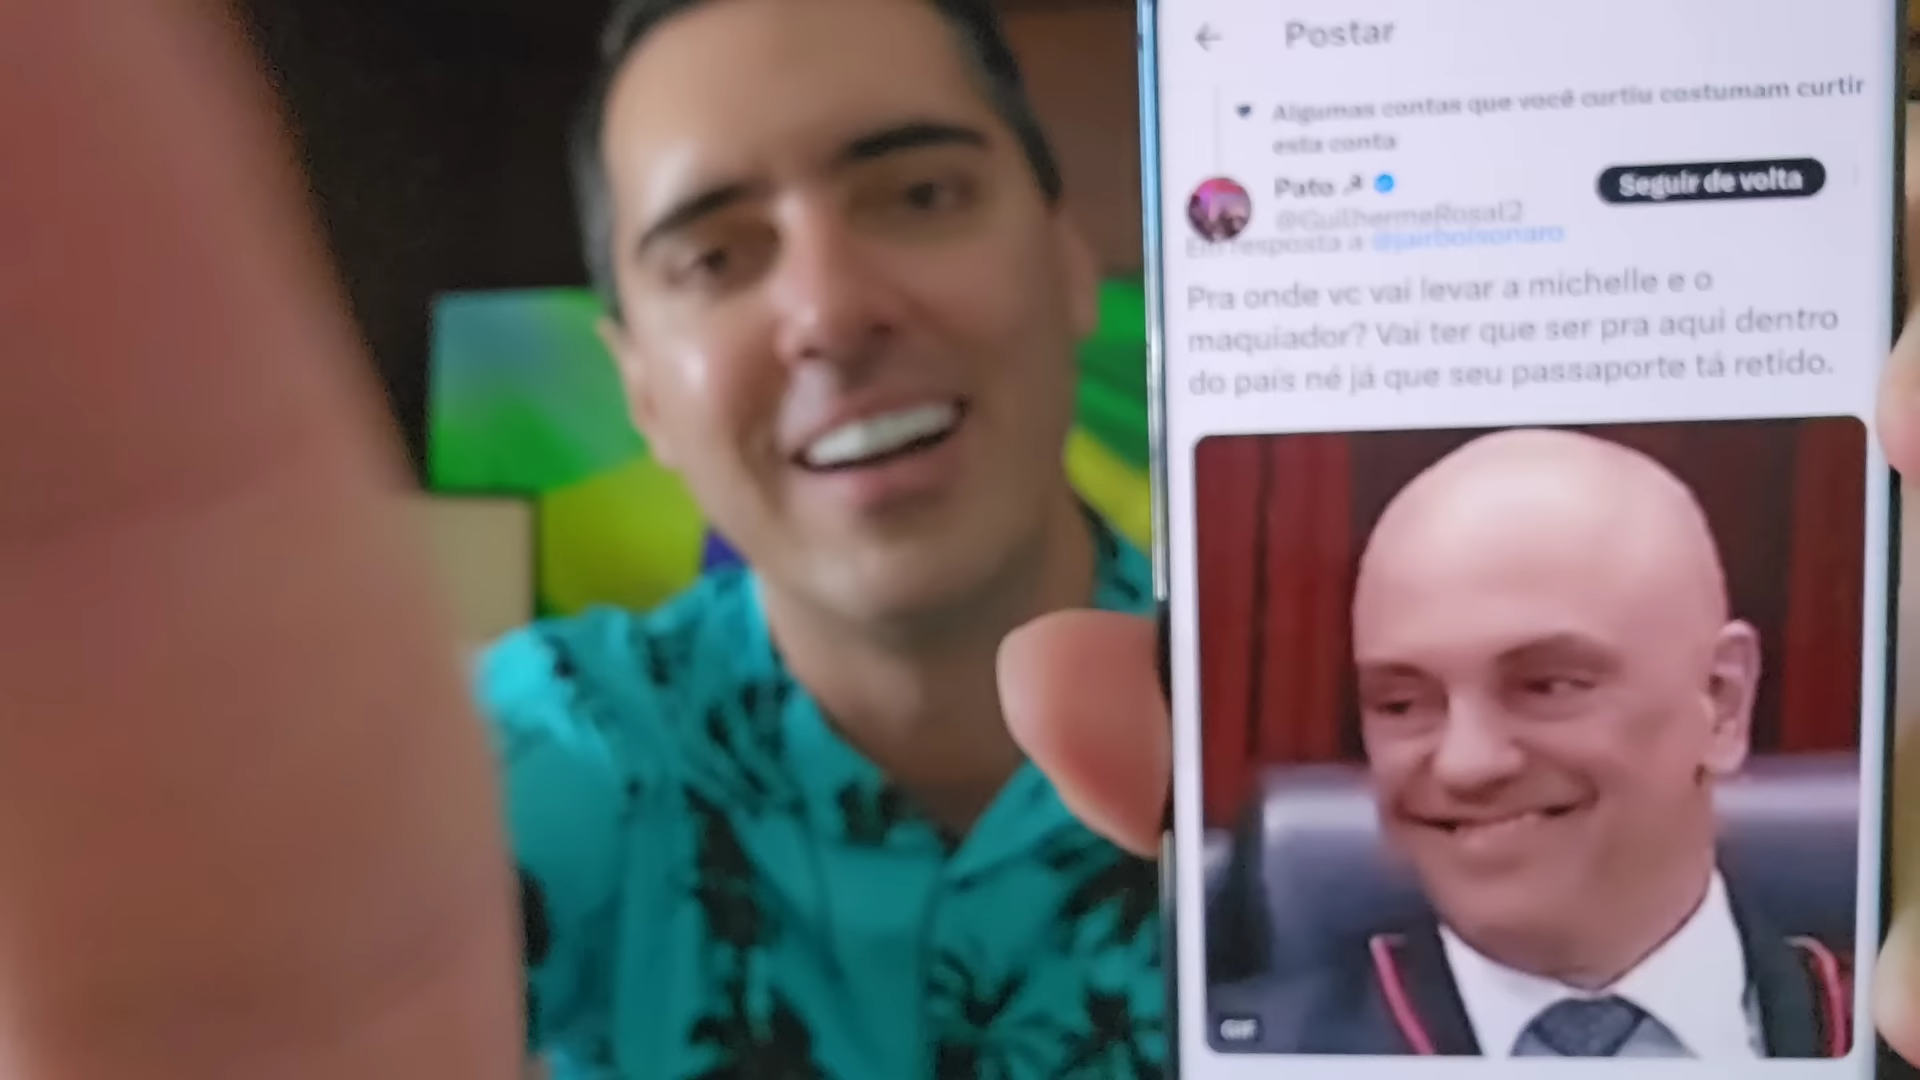 Postar
Algumas contas que você curtiu costumam curtir
esta conta
Pato
Seguir de volta
@GuilhermeRosal2
Em resposta a @jairbolsonaro
Pra onde vc vai levar a michelle e o
maquiador? Vai ter que ser pra aqui dentro
do país né já que seu passaporte tá retido.
GIF